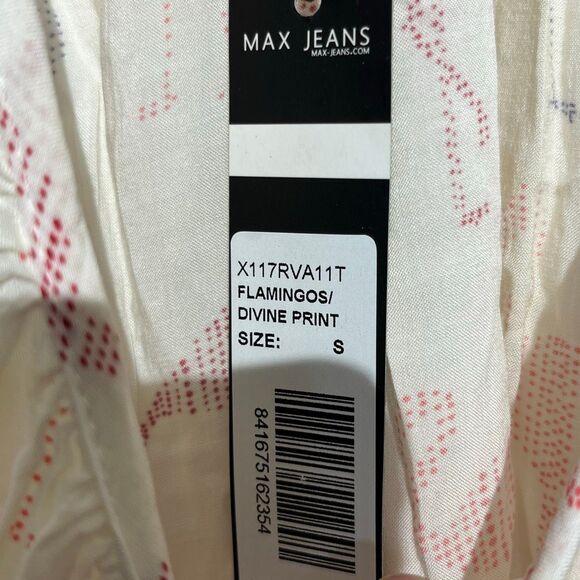 MAX JEANS
MAX-JEANS.COM
X117RVA11T
FLAMINGOS/
DIVINE PRINT
SIZE: S
841675162354